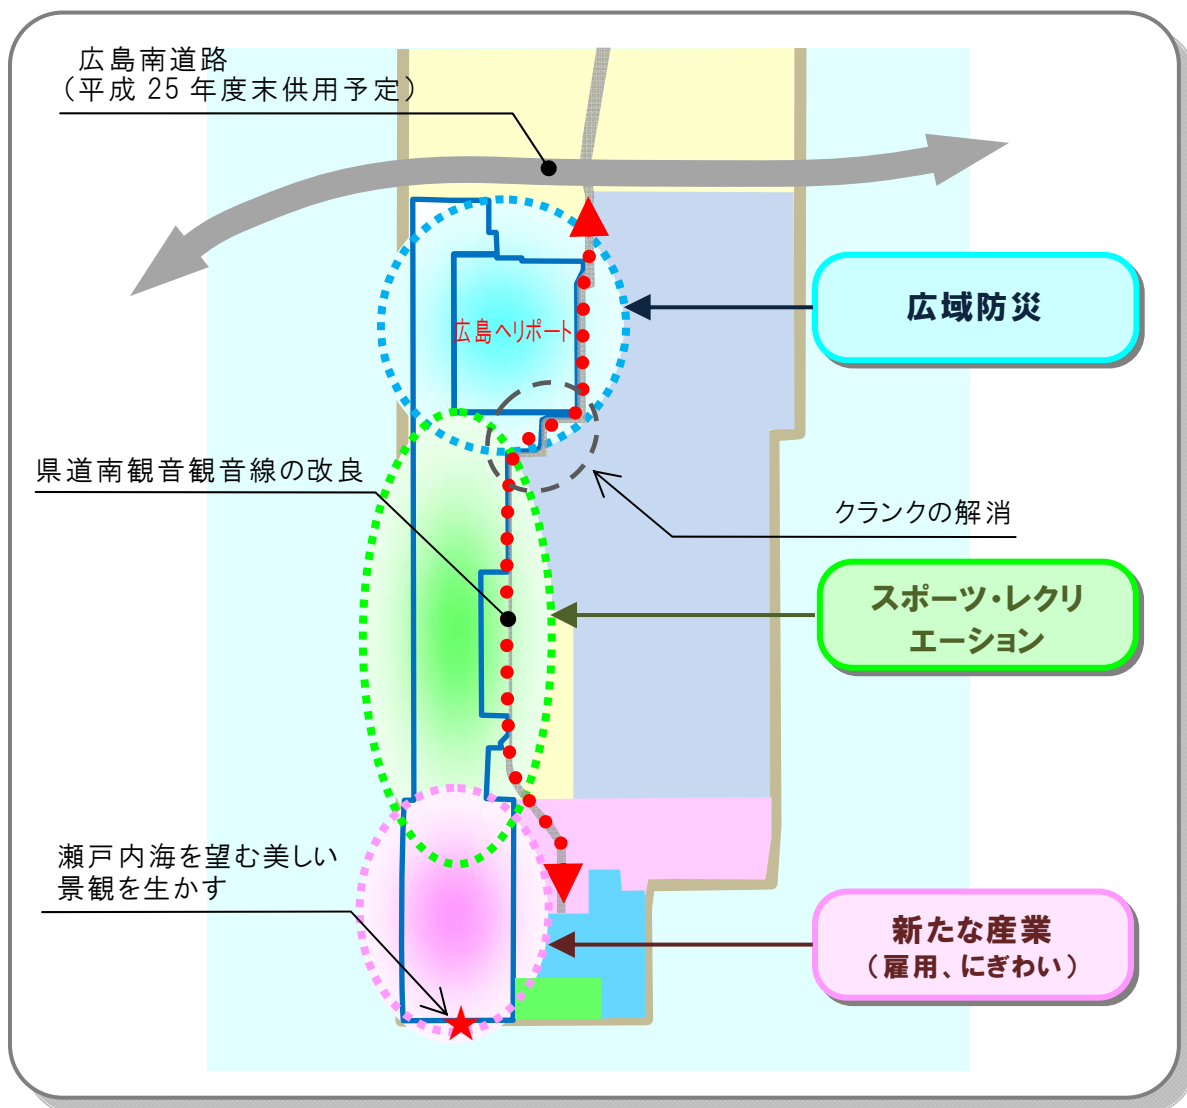 広島南道路
（平成 25 年度末供用予定）
広域防災
広島ヘリポート
県道南観音観音線の改良
クランクの解消
スポーツ・レクリ
エーション
瀬戸内海を望む美しい
景観を生かす
新たな産業
（雇用、にぎわい）